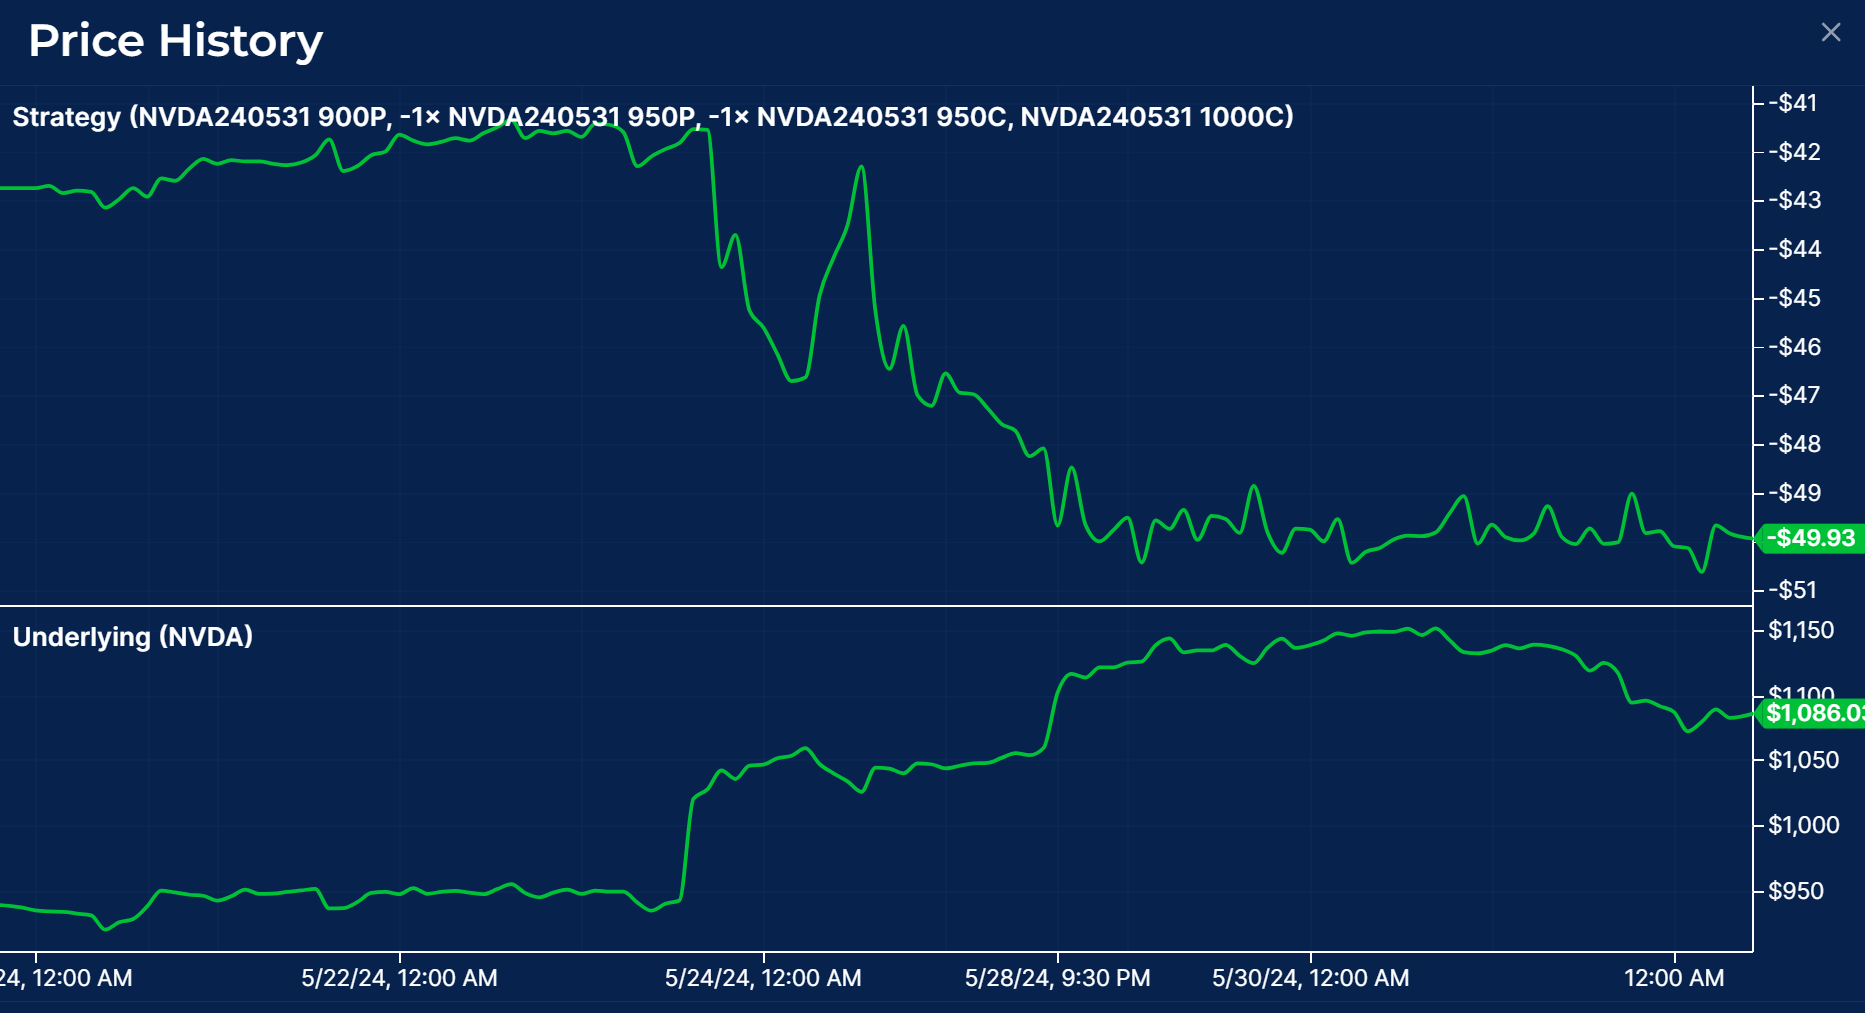 Price History
Strategy (NVDA240531 900P, -1× NVDA240531 950P, -1× NVDA240531 950C, NVDA240531 1000C)
-$41
-$42
-$43
-$44
-$45
-$46
-$47
-$48
-$49
-$49.93
-$51
Underlying (NVDA)
$1,150
$1,100
$1,086.03
$1,050
$1,000
$950
24, 12:00 AM
5/22/24, 12:00 AM
5/24/24, 12:00 AM
5/28/24, 9:30 PM
5/30/24, 12:00 AM
12:00 AM